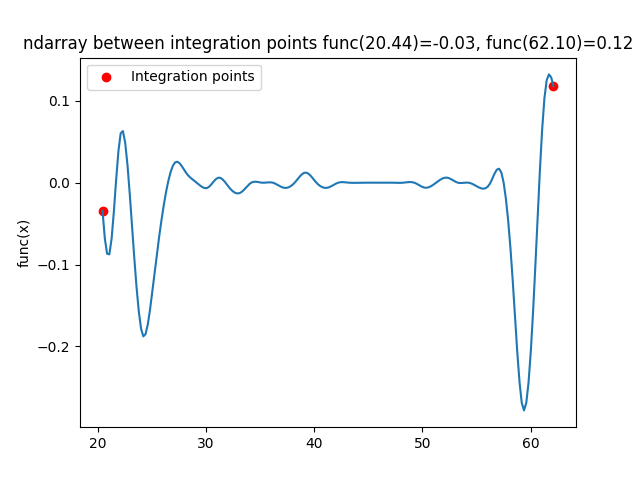 ndarray between integration points func(20.44)=-0.03, func(62.10)=0.12
Integration points
0.1
0.0
−0.1
−0.2
func(x)
20 30 40 50 60